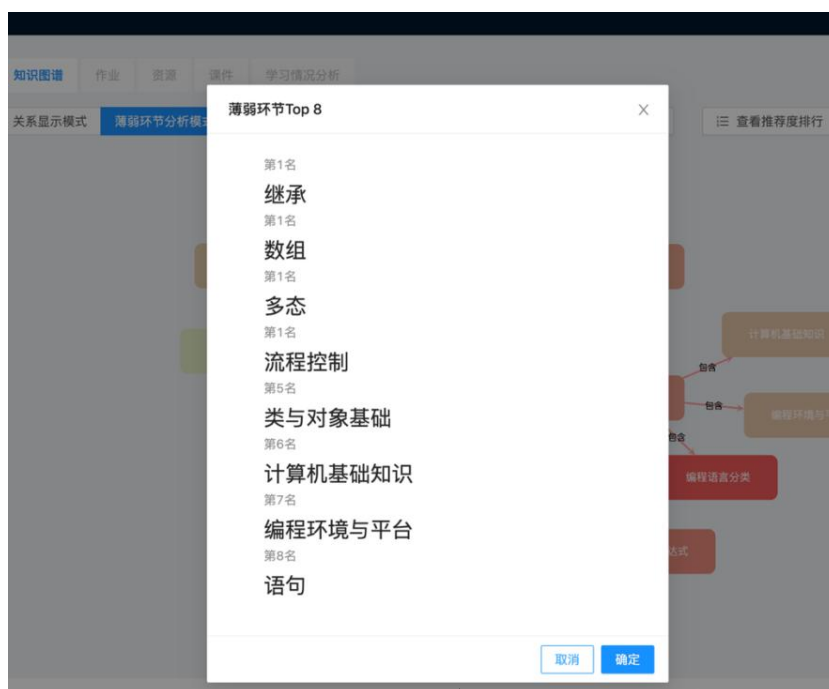 知识图谱 作业 资源 课件 学习情况分析
关系显示模式 薄弱环节分析模式 查看推荐度排行
薄弱环节Top 8
第1名
继承
第1名
数组
第1名
多态
第1名
流程控制
第5名
类与对象基础
第6名
计算机基础知识
第7名
编程环境与平台
第8名
语句
取消 确定
计算机基础知识
包含
包含
编程环境与
包含
编程语言分类
达式